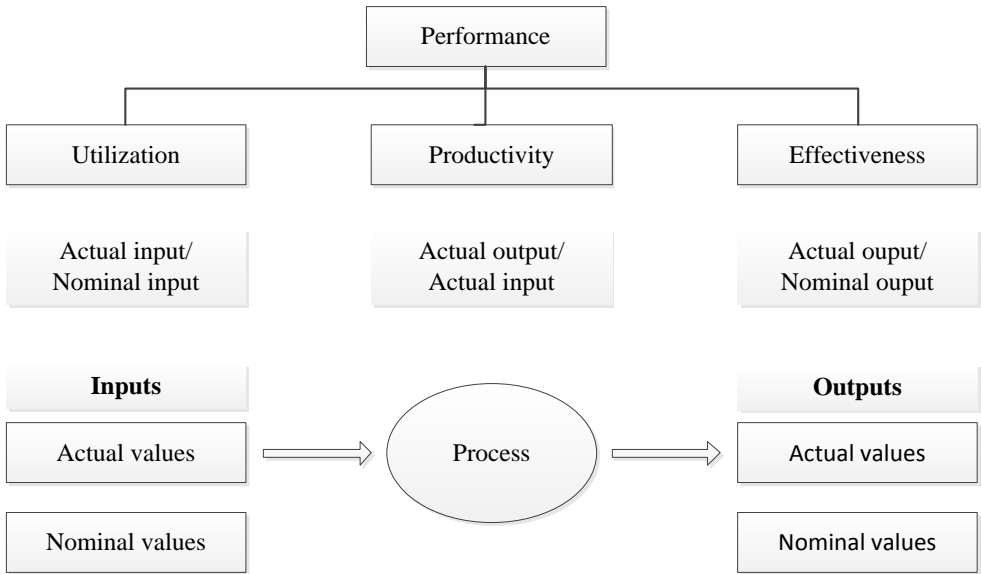 Performance
Utilization
Productivity
Effectiveness
Actual input/
Nominal input
Actual output/
Actual input
Actual ouput/
Nominal ouput
Inputs
Outputs
Actual values
Process
Actual values
Nominal values
Nominal values